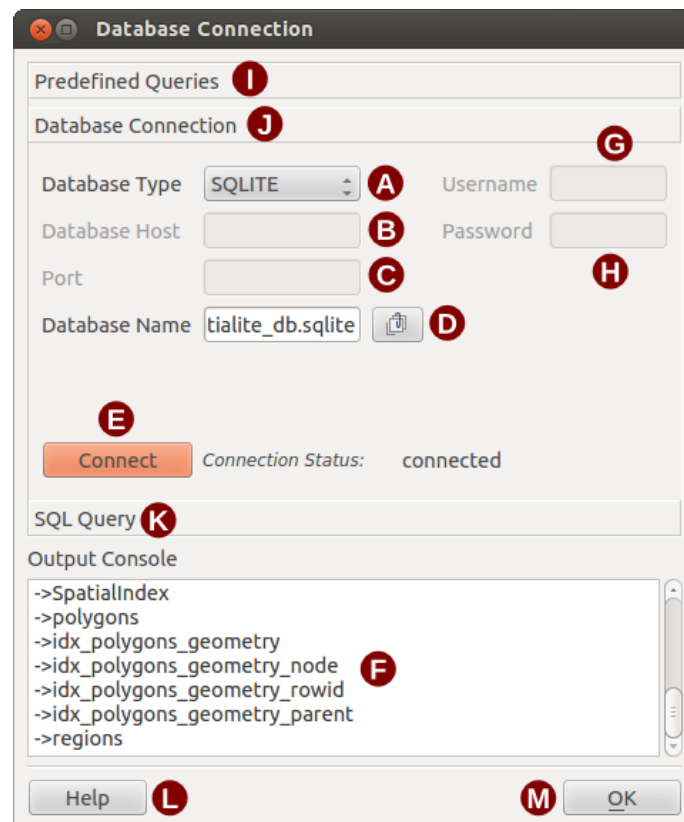 Database Connection
Predefined Queries I
Database Connection J
G
Database Type SQLITE A Username
Database Host B Password
Port C H
Database Name tialite_db.sqlite D
E
Connect Connection Status: connected
SQL Query K
Output Console
->SpatialIndex
->polygons
->idx_polygons_geometry
->idx_polygons_geometry_node F
->idx_polygons_geometry_rowid
->idx_polygons_geometry_parent
->regions
Help L M OK